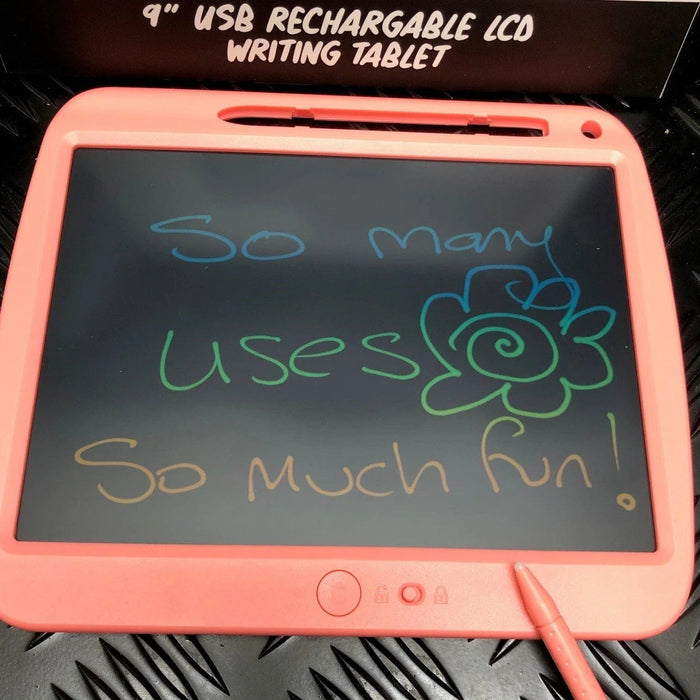 9" USB RECHARGABLE LCD
WRITING TABLET
So many
uses
So Much fun!